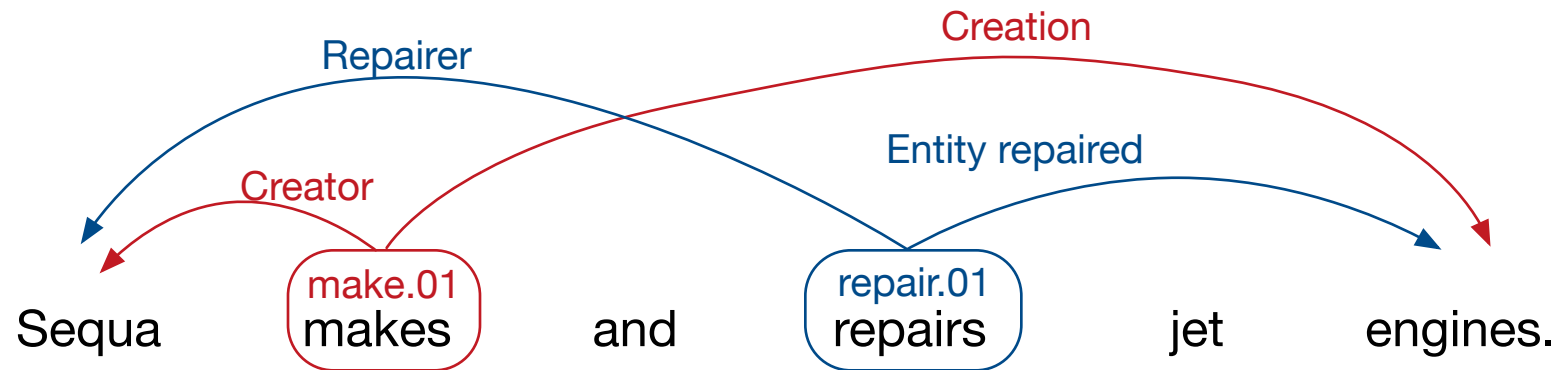 Creation
Repairer
Entity repaired
Creator
make.01
repair.01
Sequa makes and repairs jet engines.